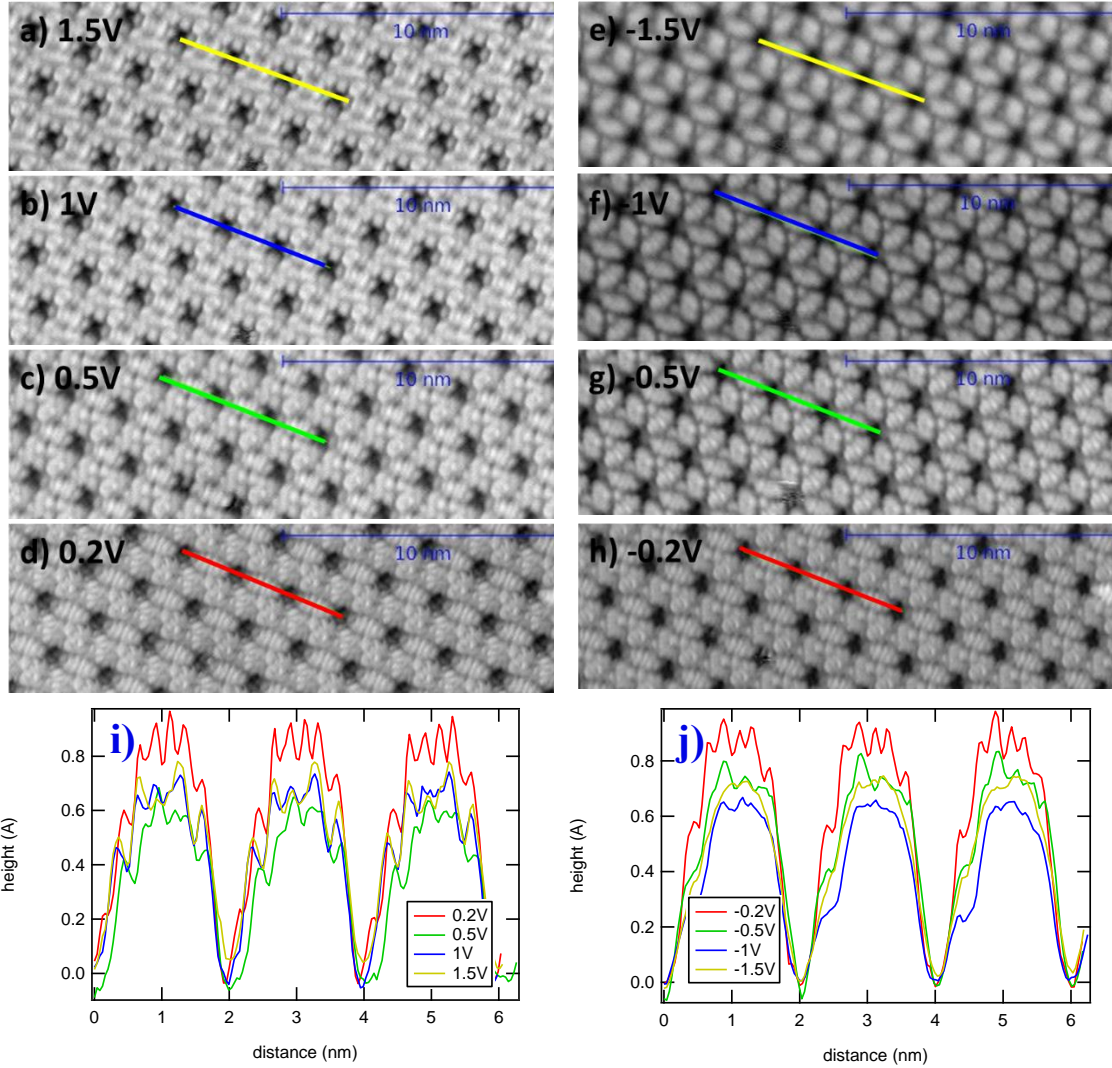 a) 1.5V
10 nm
b) 1V
10 nm
c) 0.5V
10 nm
d) 0.2V
10 nm
e) -1.5V
10 nm
f) -1V
10 nm
g) -0.5V
10 nm
h) -0.2V
10 nm
i)
height (A)
0.8
0.6
0.4
0.2
0.0
0.2V
0.5V
1V
1.5V
0 1 2 3 4 5 6
distance (nm)
j)
height (A)
0.8
0.6
0.4
0.2
0.0
-0.2V
-0.5V
-1V
-1.5V
0 1 2 3 4 5 6
distance (nm)